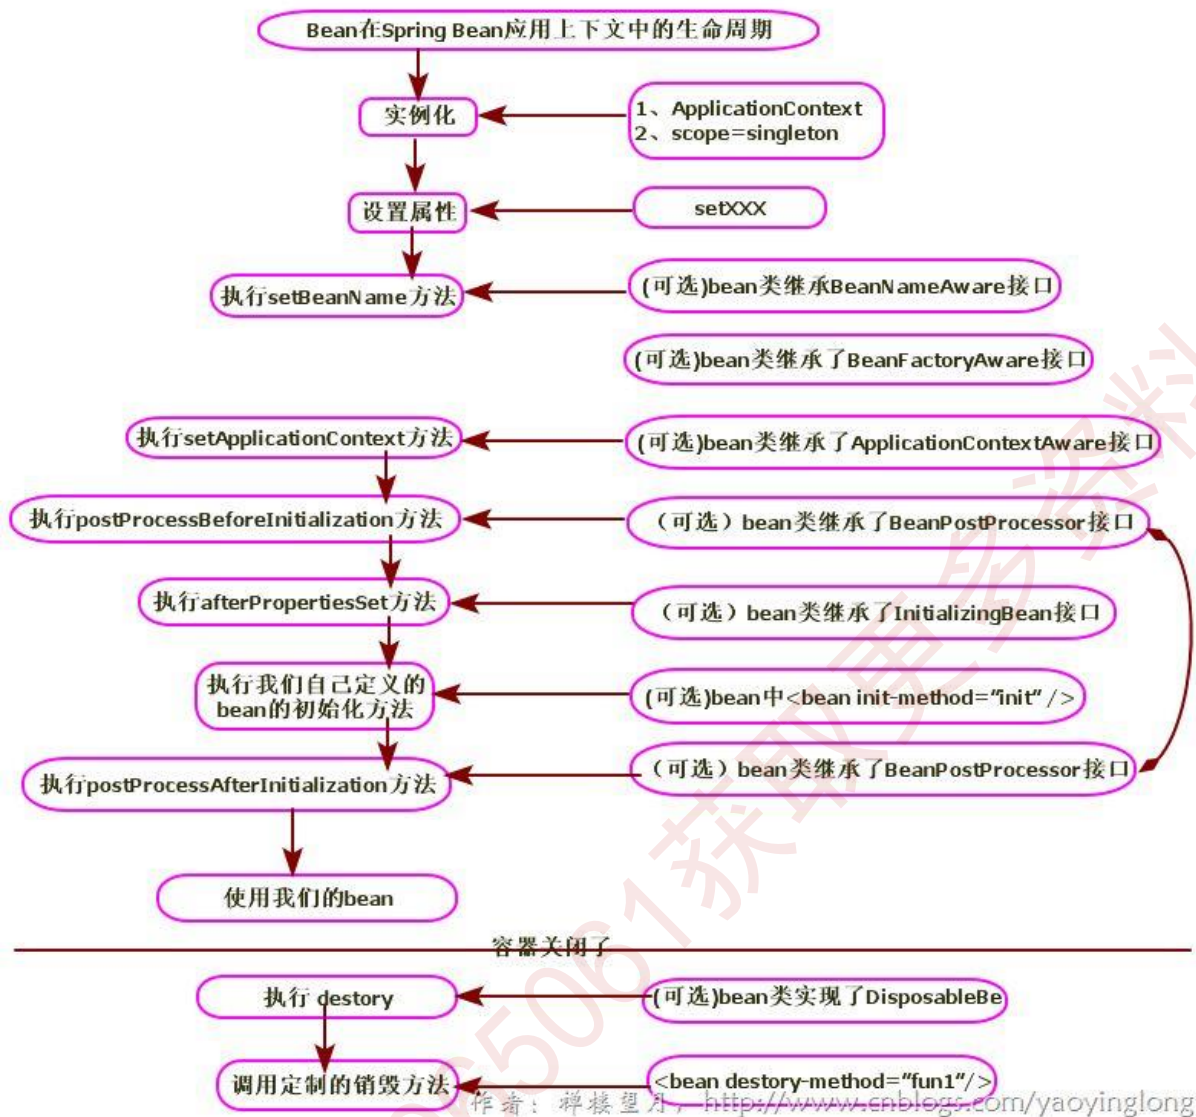 Bean在Spring Bean应用上下文中的生命周期
实例化
1、ApplicationContext
2、scope=singleton
设置属性
setXXX
执行setBeanName方法
(可选)bean类继承BeanNameAware接口
(可选)bean类继承了BeanFactoryAware接口
执行setApplicationContext方法
(可选)bean类继承了ApplicationContextAware接口
执行postProcessBeforeInitialization方法
（可选）bean类继承了BeanPostProcessor接口
执行afterPropertiesSet方法
（可选）bean类继承了InitializingBean接口
执行我们自己定义的
bean的初始化方法
(可选)bean中<bean init-method="init" />
执行postProcessAfterInitialization方法
（可选）bean类继承了BeanPostProcessor接口
使用我们的bean
容器关闭了
执行 destory
(可选)bean类实现了DisposableBe
调用定制的销毁方法
<bean destory-method="fun1"/>
作者：禅楼望月，http://www.cnblogs.com/yaoyinglong
65061获取更多资料